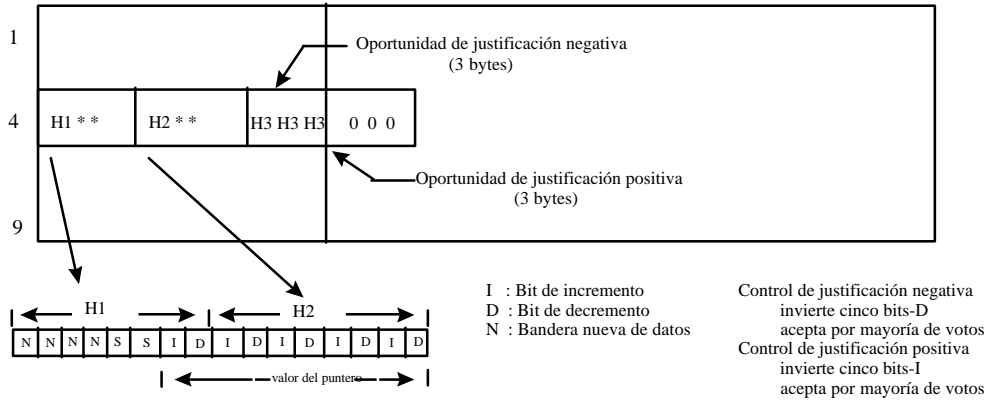 1
Oportunidad de justificación negativa
(3 bytes)
4
H1 * *
H2 * *
H3 H3 H3
0 0 0
Oportunidad de justificación positiva
(3 bytes)
9
H1
H2
N N N N S S I D I D I D I D I D
valor del puntero
I : Bit de incremento
D : Bit de decremento
N : Bandera nueva de datos
Control de justificación negativa
invierte cinco bits-D
acepta por mayoría de votos
Control de justificación positiva
invierte cinco bits-I
acepta por mayoría de votos